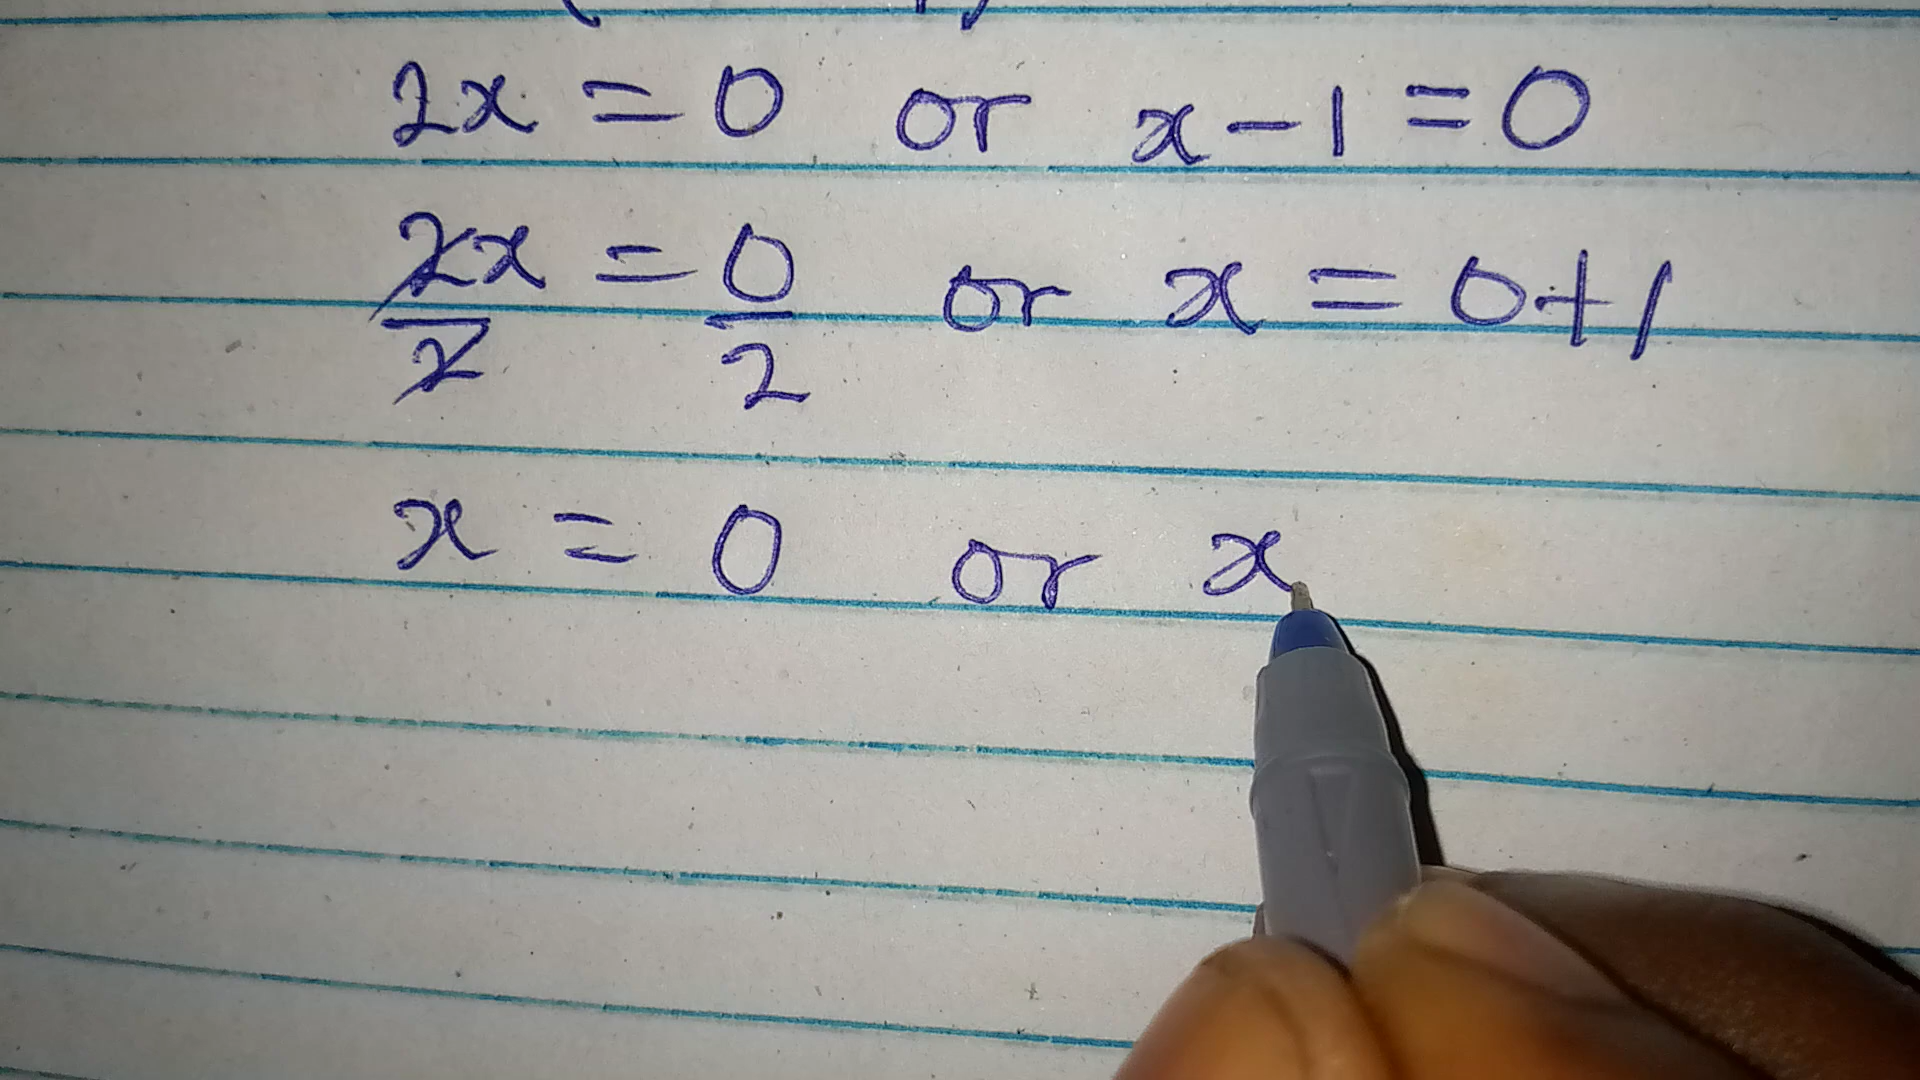 2x = 0 or x - 1 = 0
2x/2 = 0/2 or x = 0 + 1
x = 0 or x